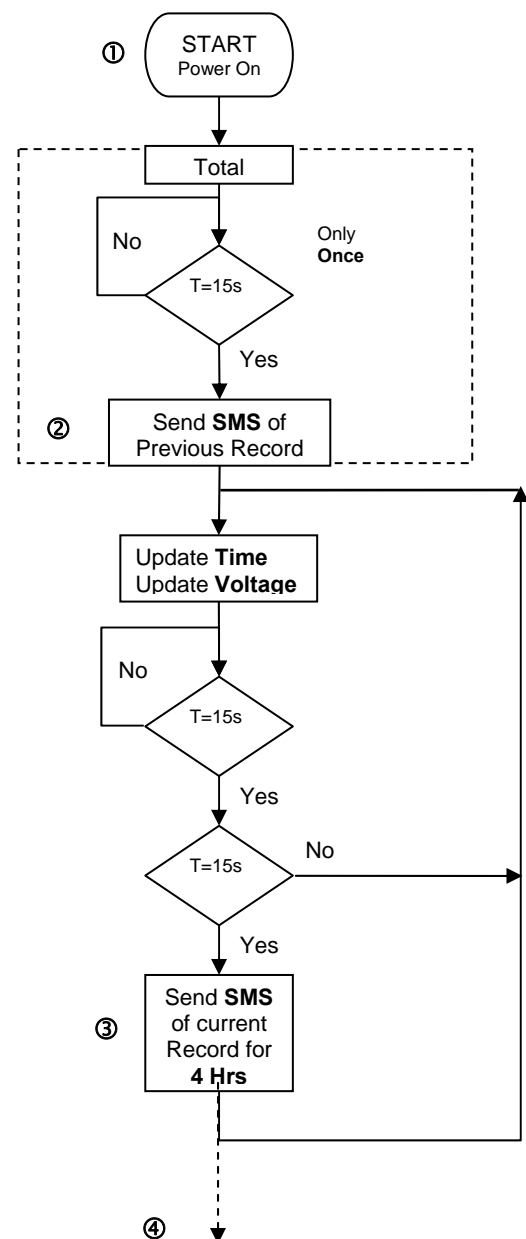 ①
START
Power On
Total
No
Only
Once
T=15s
Yes
②
Send SMS of
Previous Record
Update Time
Update Voltage
No
T=15s
Yes
T=15s
No
Yes
③
Send SMS
of current
Record for
4 Hrs
④